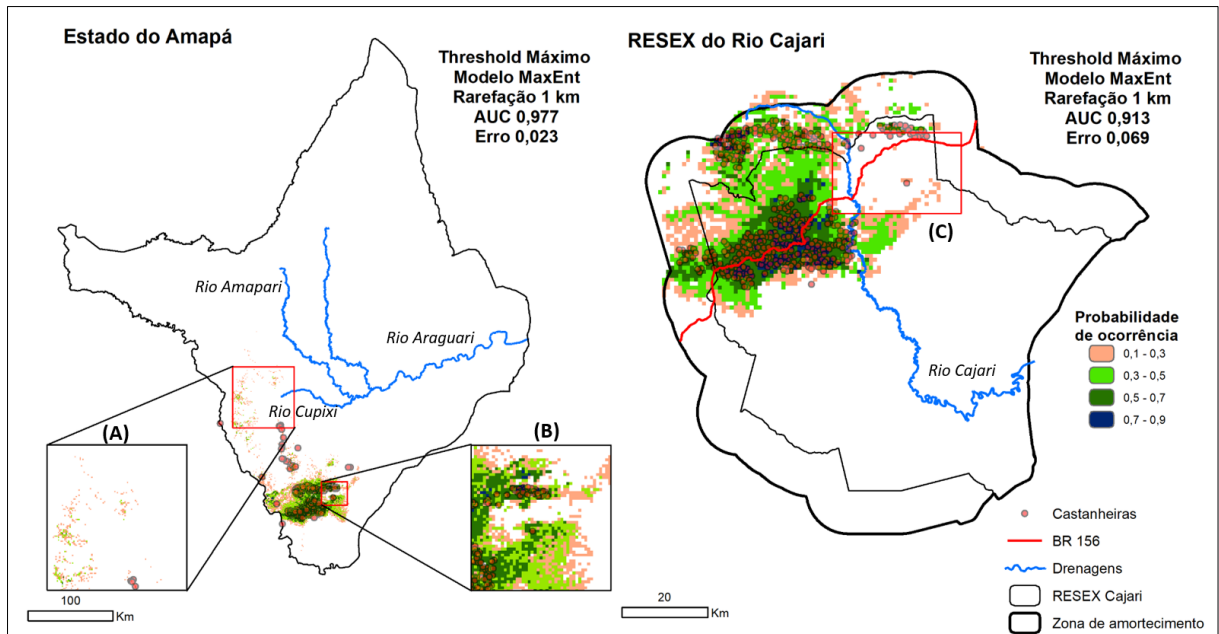 Estado do Amapá
Threshold Máximo
Modelo MaxEnt
Rarefação 1 km
AUC 0,977
Erro 0,023
Rio Amapari
Rio Araguari
Rio Cupixi
(A)
(B)
100
Km
RESEX do Rio Cajari
Threshold Máximo
Modelo MaxEnt
Rarefação 1 km
AUC 0,913
Erro 0,069
(C)
Rio Cajari
Probabilidade
de ocorrência
0,1 - 0,3
0,3 - 0,5
0,5 - 0,7
0,7 - 0,9
20
Km
Castanheiras
BR 156
Drenagens
RESEX Cajari
Zona de amortecimento